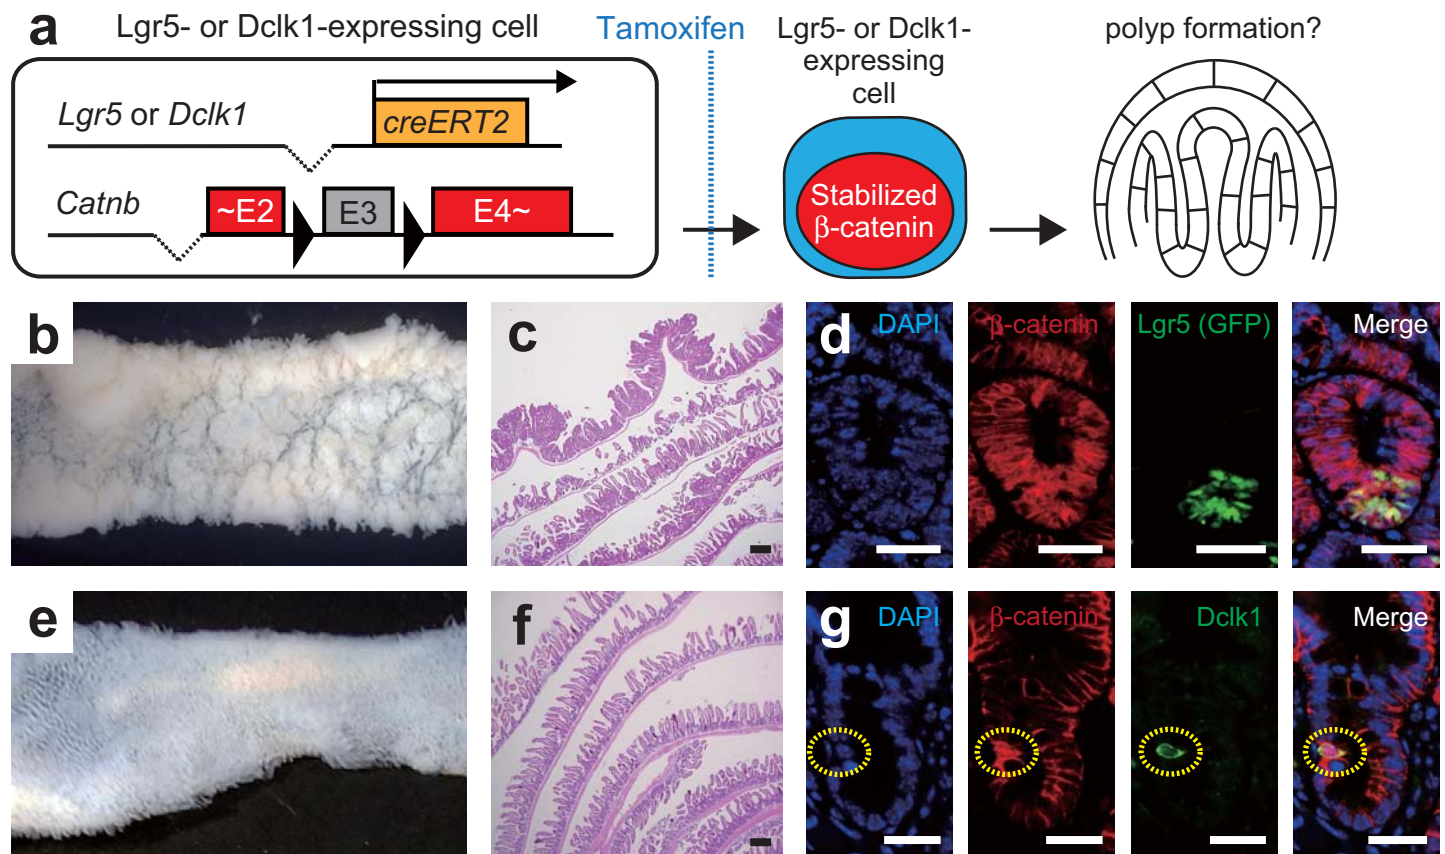 a
Lgr5- or Dclk1-expressing cell
Tamoxifen
Lgr5- or Dclk1-
expressing
cell
polyp formation?
Lgr5 or Dclk1
creERT2
Catnb
~E2
E3
E4~
Stabilized
β-catenin
b
c
d
DAPI
β-catenin
Lgr5 (GFP)
Merge
e
f
g
DAPI
β-catenin
Dclk1
Merge